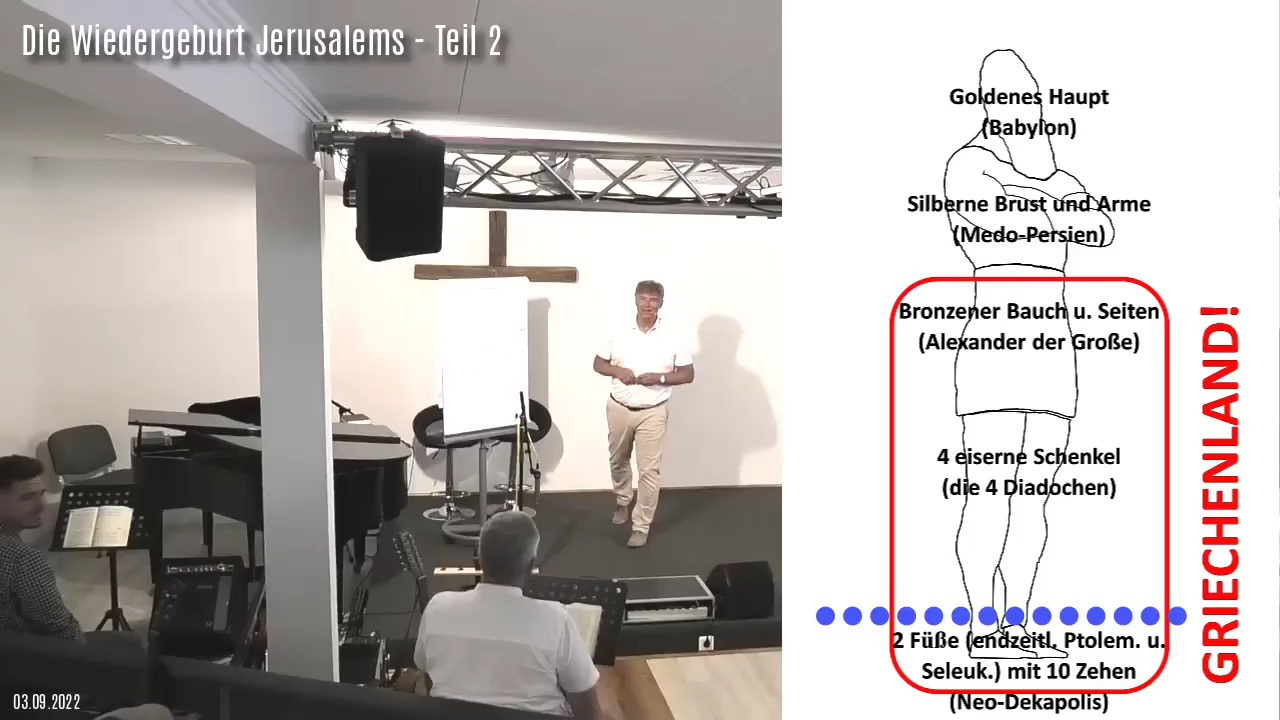 Die Wiedergeburt Jerusalems - Teil 2
03.09.2022
Goldenes Haupt
(Babylon)
Silberne Brust und Arme
(Medo-Persien)
Bronzener Bauch u. Seiten
(Alexander der Große)
4 eiserne Schenkel
(die 4 Diadochen)
2 Füße (endzeitl. Ptolem. u.
Seleuk.) mit 10 Zehen
(Neo-Dekapolis)
GRIECHENLAND!